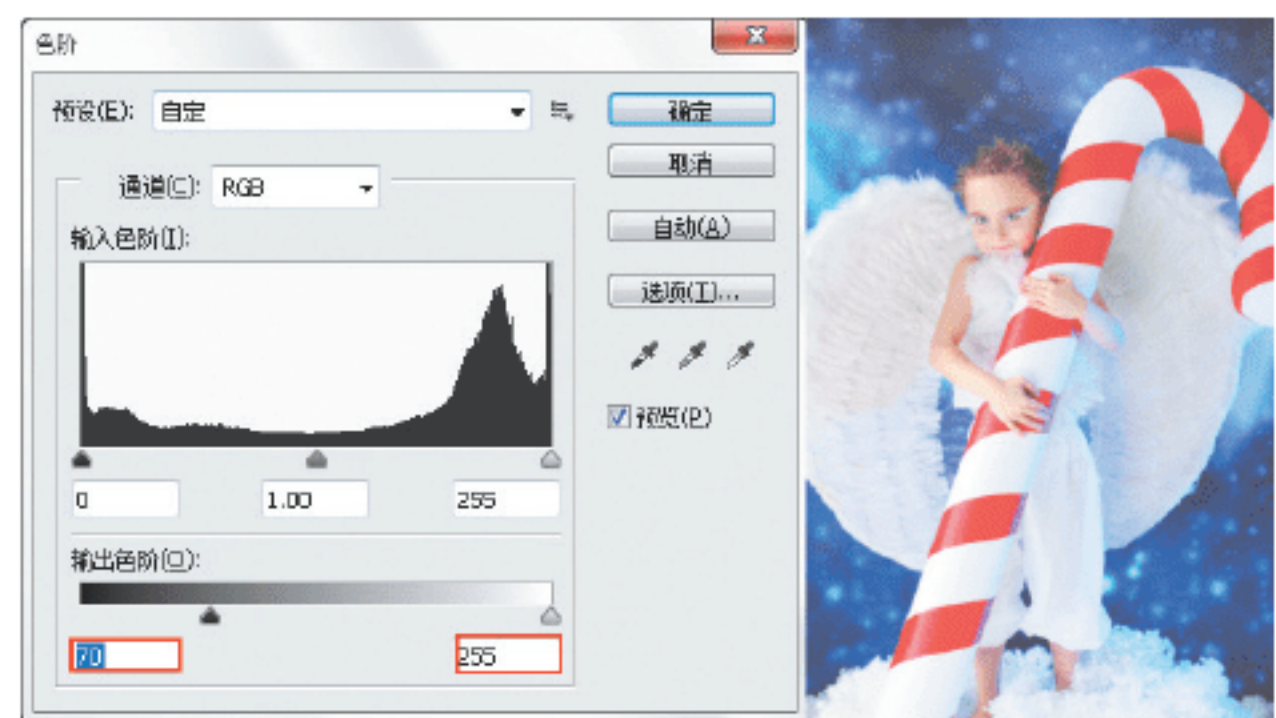 色阶
预设(E): 自定
确定
取消
通道(C): RGB
自动(A)
输入色阶(I):
选项(T)...
预览(P)
0 1.00 255
输出色阶(O):
70 255